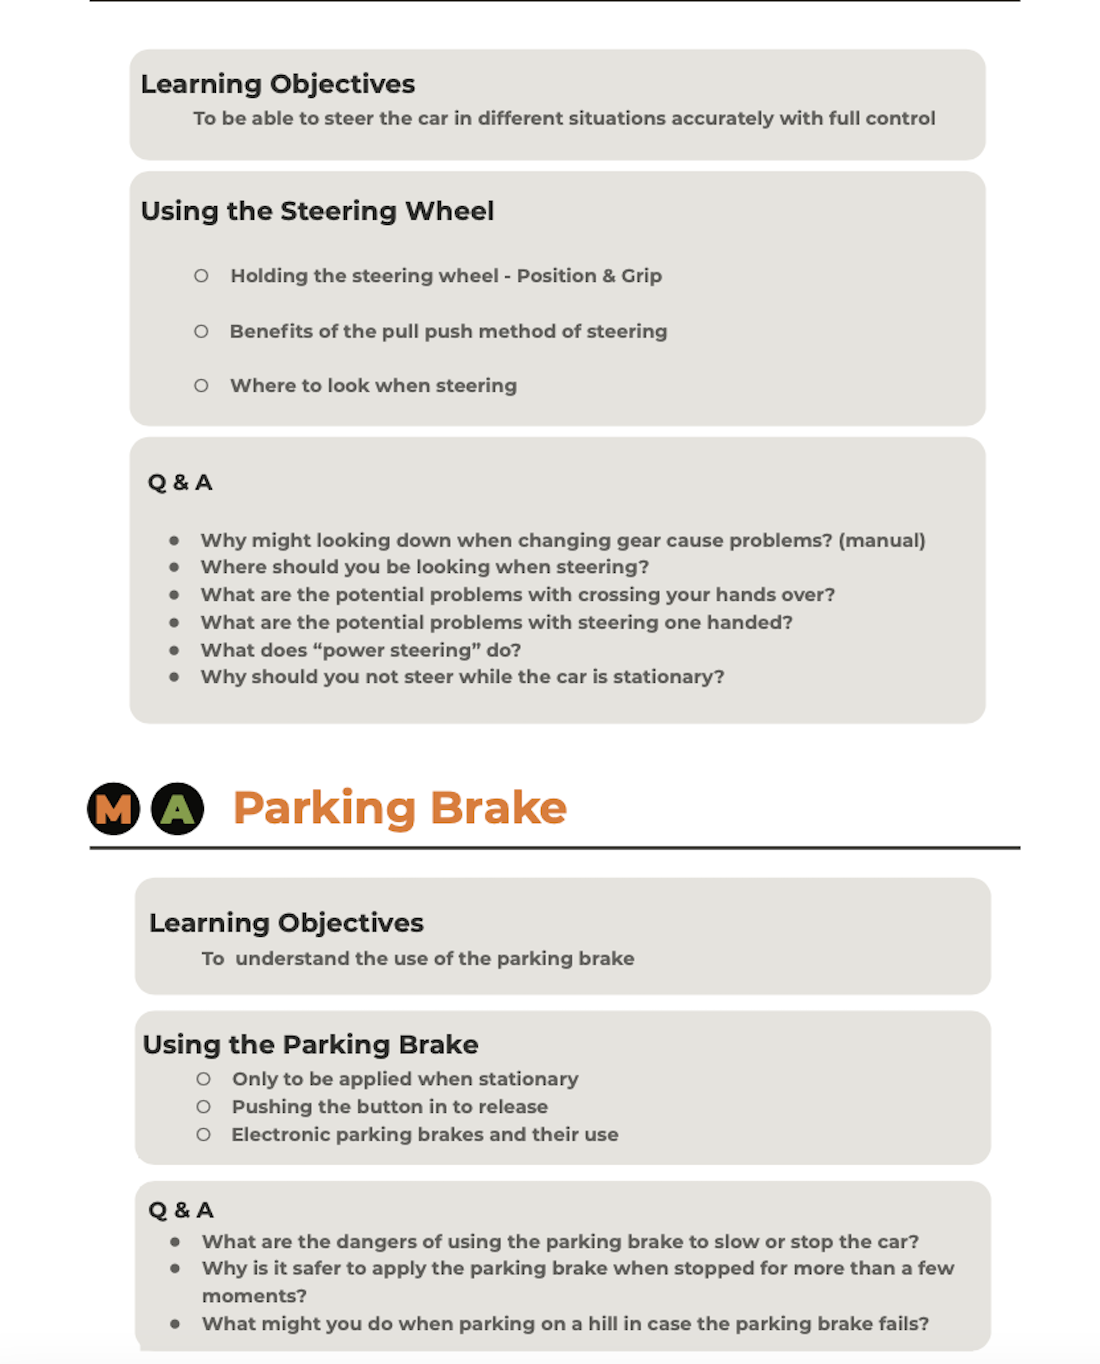 Learning Objectives
To be able to steer the car in different situations accurately with full control
Using the Steering Wheel
Holding the steering wheel - Position & Grip
Benefits of the pull push method of steering
Where to look when steering
Q & A
Why might looking down when changing gear cause problems? (manual)
Where should you be looking when steering?
What are the potential problems with crossing your hands over?
What are the potential problems with steering one handed?
What does “power steering” do?
Why should you not steer while the car is stationary?
M A Parking Brake
Learning Objectives
To understand the use of the parking brake
Using the Parking Brake
Only to be applied when stationary
Pushing the button in to release
Electronic parking brakes and their use
Q & A
What are the dangers of using the parking brake to slow or stop the car?
Why is it safer to apply the parking brake when stopped for more than a few
moments?
What might you do when parking on a hill in case the parking brake fails?